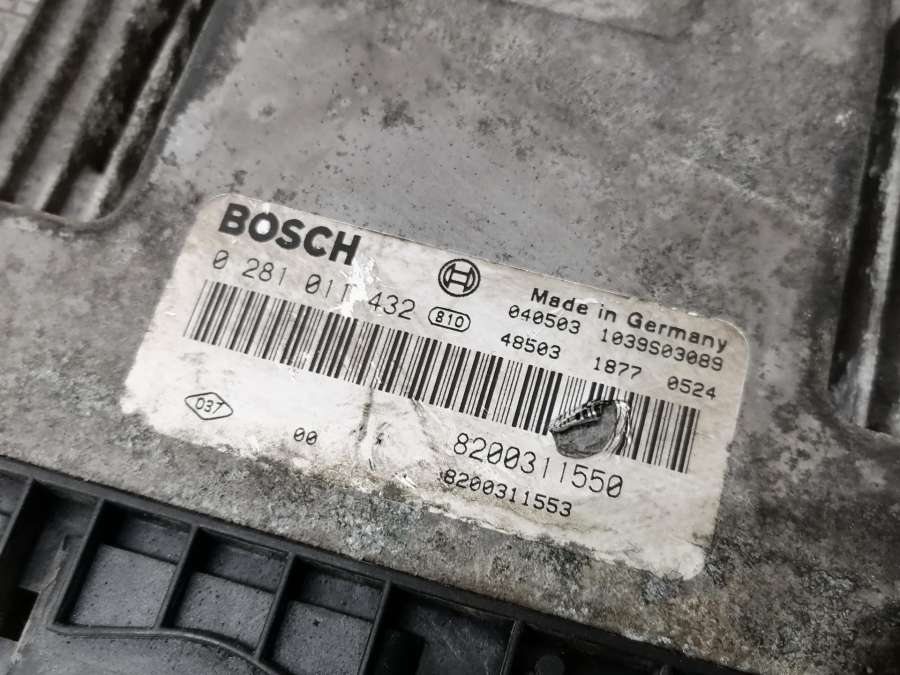 BOSCH
0 281 011 432 810
Made in Germany
040503 1039S03089
48503 1877 0524
037
00
8200311550
8200311553